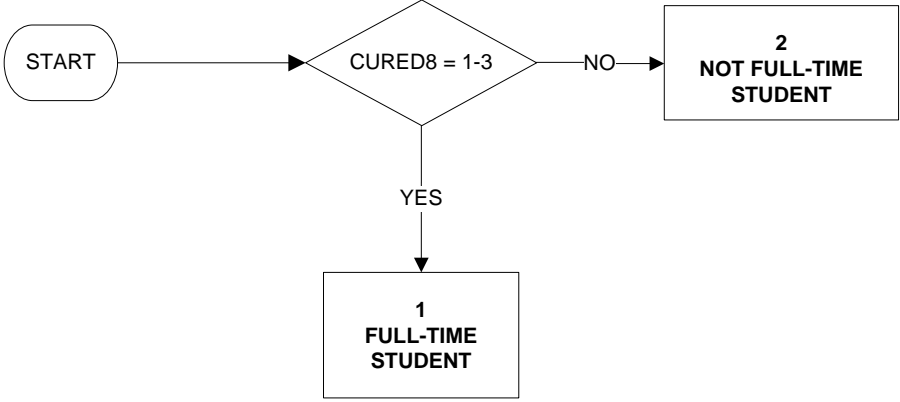 START
CURED8 = 1-3
NO
2
NOT FULL-TIME
STUDENT
YES
1
FULL-TIME
STUDENT